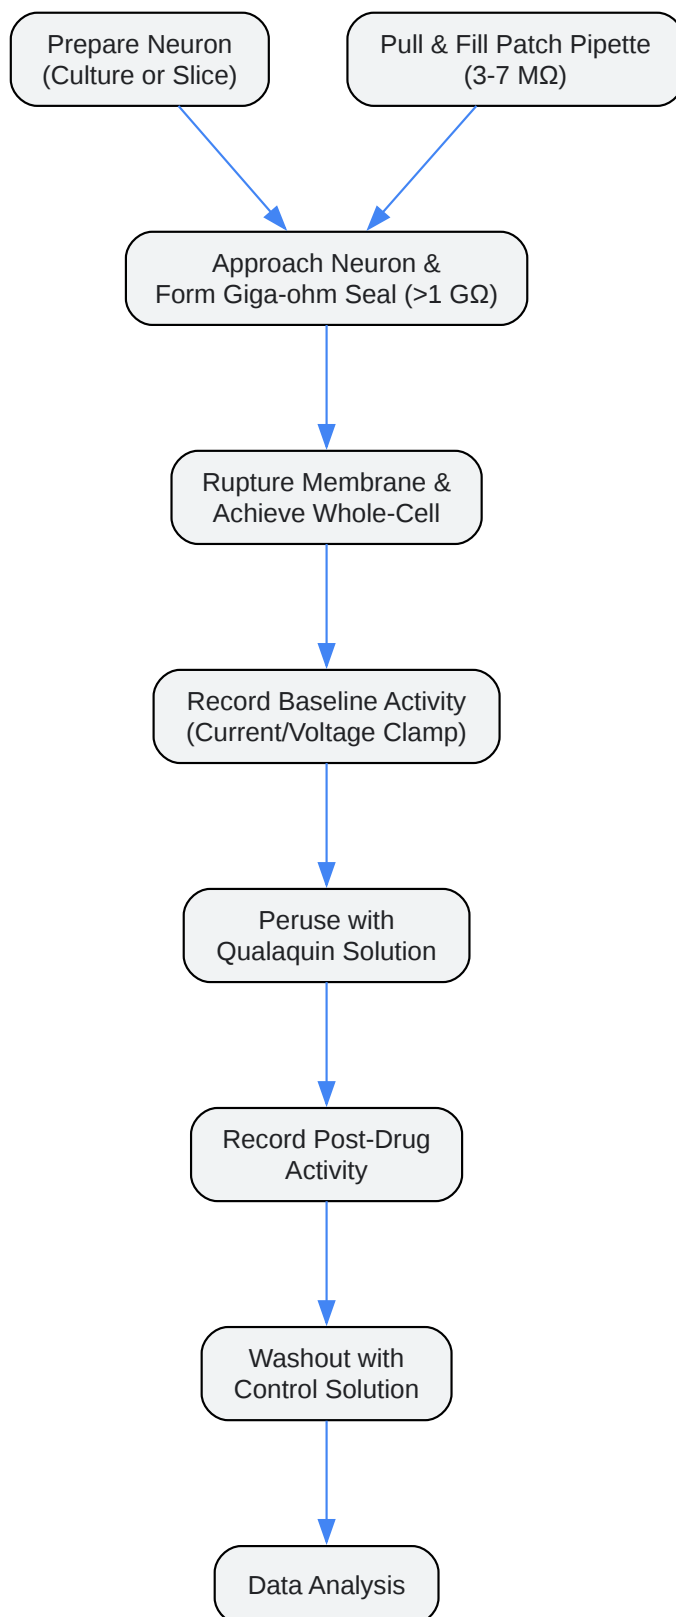 Prepare Neuron
(Culture or Slice)
Pull & Fill Patch Pipette
(3-7 MΩ)
Approach Neuron &
Form Giga-ohm Seal (>1 GΩ)
Rupture Membrane &
Achieve Whole-Cell
Record Baseline Activity
(Current/Voltage Clamp)
Peruse with
Qualaquin Solution
Record Post-Drug
Activity
Washout with
Control Solution
Data Analysis